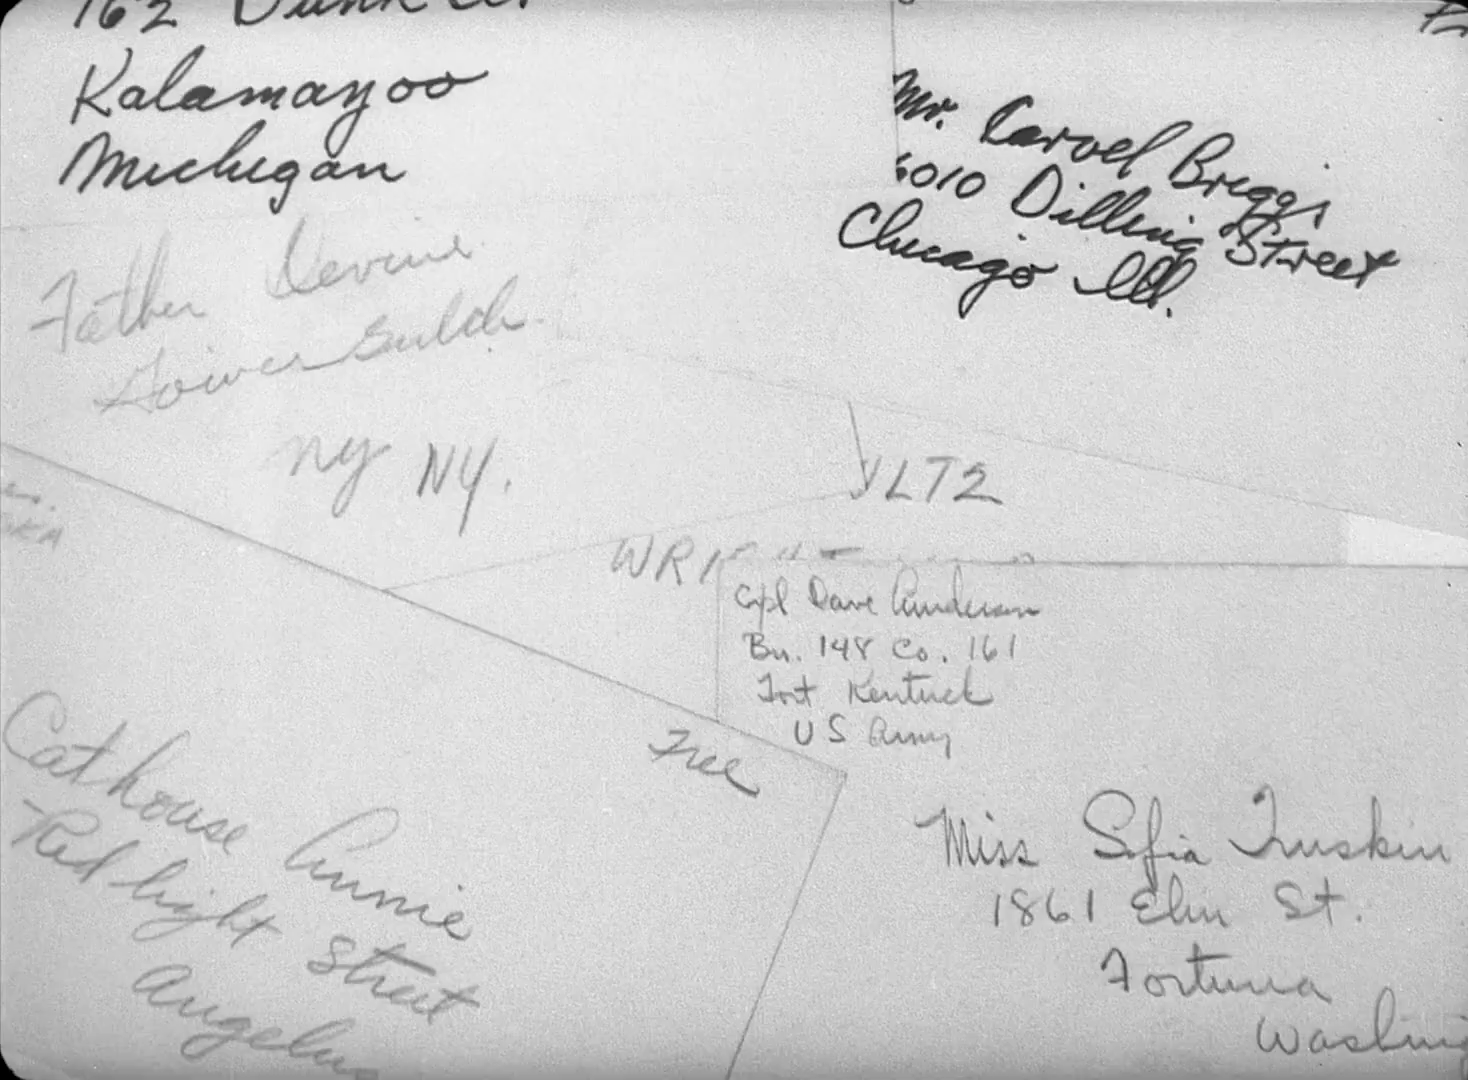 162
Kalamazoo
Michigan
Mr. Carvel Briggs
6010 Dilling Street
Chicago Ill.
Father Devine
Gulch
NY NY.
VLT2
Cpl Dave Anderson
Bn. 148 Co. 161
Fort Kentuck
US Army
Free
Miss Sofia Truskin
1861 Elm St.
Fortuna
Cathouse Annie
Red light Street